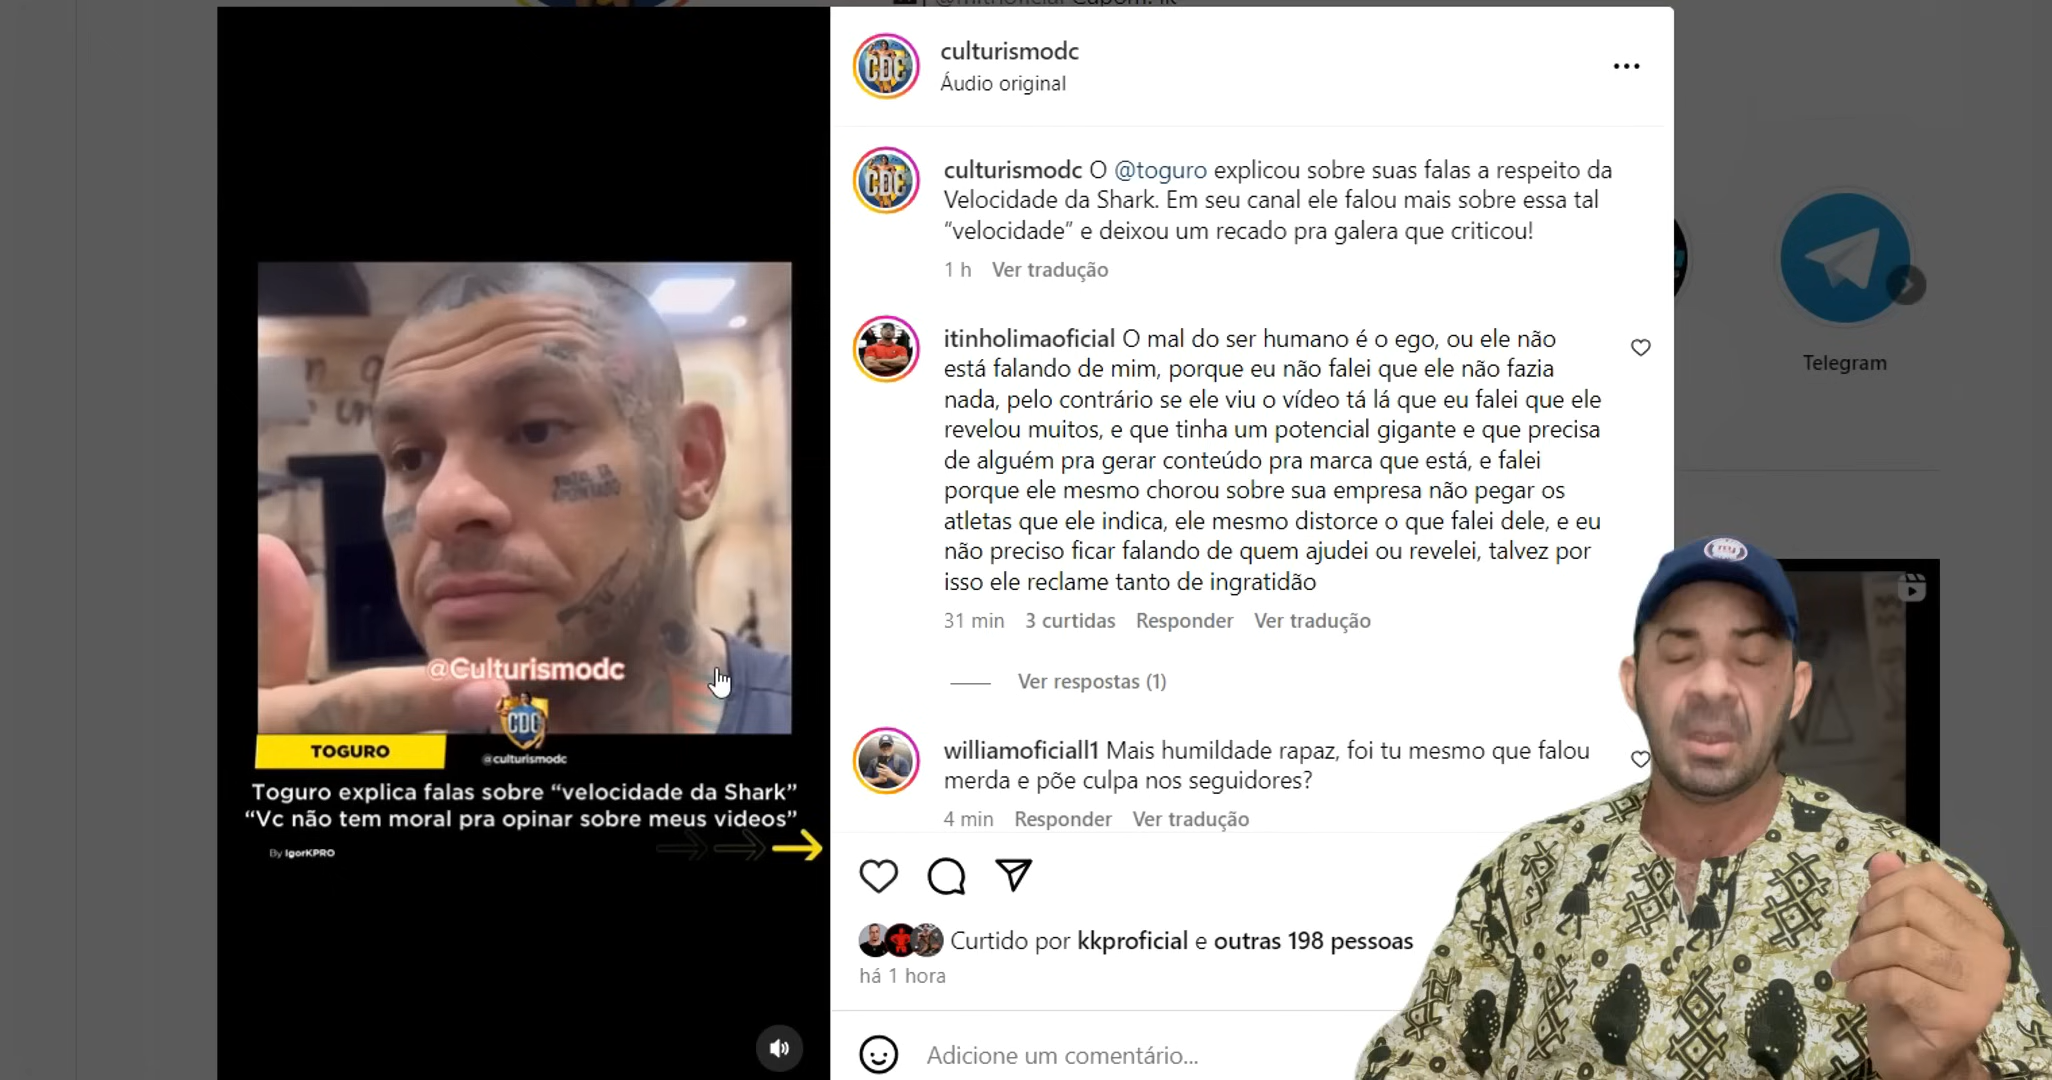 culturismodc
Áudio original
culturismodc O @toguro explicou sobre suas falas a respeito da
Velocidade da Shark. Em seu canal ele falou mais sobre essa tal
"velocidade" e deixou um recado pra galera que criticou!
1 h Ver tradução
itinholimaoficial O mal do ser humano é o ego, ou ele não
está falando de mim, porque eu não falei que ele não fazia
nada, pelo contrário se ele viu o vídeo tá lá que eu falei que ele
revelou muitos, e que tinha um potencial gigante e que precisa
de alguém pra gerar conteúdo pra marca que está, e falei
porque ele mesmo chorou sobre sua empresa não pegar os
atletas que ele indica, ele mesmo distorce o que falei dele, e eu
não preciso ficar falando de quem ajudei ou revelei, talvez por
isso ele reclame tanto de ingratidão
31 min 3 curtidas Responder Ver tradução
Ver respostas (1)
williamoficiall1 Mais humildade rapaz, foi tu mesmo que falou
merda e põe culpa nos seguidores?
4 min Responder Ver tradução
Curtido por kkproficial e outras 198 pessoas
há 1 hora
Adicione um comentário...
@Culturismodc
CDC
TOGURO
@culturismodc
Toguro explica falas sobre “velocidade da Shark”
“Vc não tem moral pra opinar sobre meus videos”
By IgorKPRO
Telegram